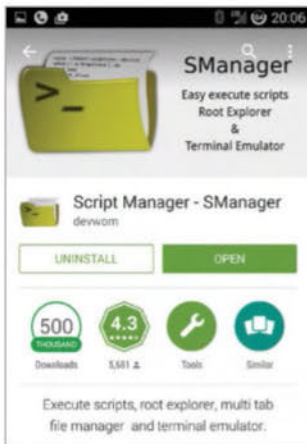 20:06
SManager
Easy execute scripts
Root Explorer
&
Terminal Emulator
>_
Script Manager - SManager
devwom
UNINSTALL
OPEN
500
THOUSAND
4.3
Downloads
5,681
Tools
Similar
Execute scripts, root explorer, multi tab
file manager and terminal emulator.